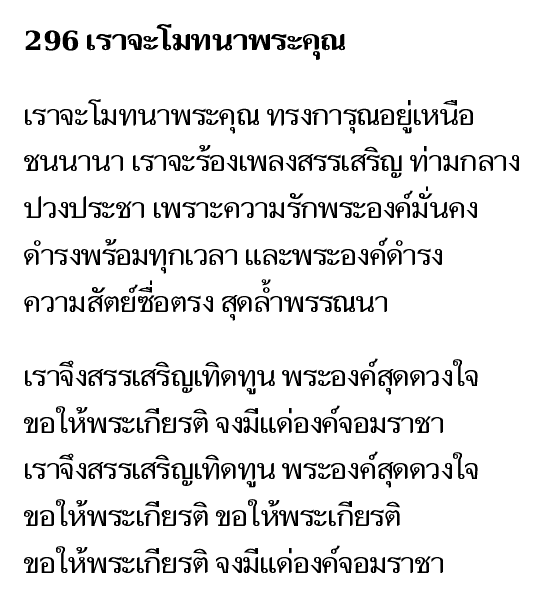 296 เราจะโมทนาพระคุณ
เราจะโมทนาพระคุณ ทรงการุณอยู่เหนือ
ชนนานา เราจะร้องเพลงสรรเสริญ ท่ามกลาง
ปวงประชา เพราะความรักพระองค์มั่นคง
ดำรงพร้อมทุกเวลา และพระองค์ดำรง
ความสัตย์ซื่อตรง สุดล้ำพรรณนา
เราจึงสรรเสริญเทิดทูน พระองค์สุดดวงใจ
ขอให้พระเกียรติ จงมีแด่องค์จอมราชา
เราจึงสรรเสริญเทิดทูน พระองค์สุดดวงใจ
ขอให้พระเกียรติ ขอให้พระเกียรติ
ขอให้พระเกียรติ จงมีแด่องค์จอมราชา